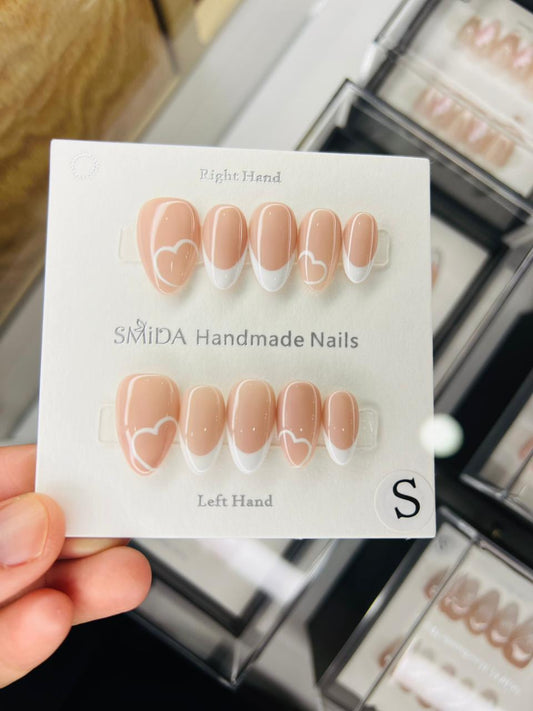 Right Hand
SMiDA Handmade Nails
Left Hand
S